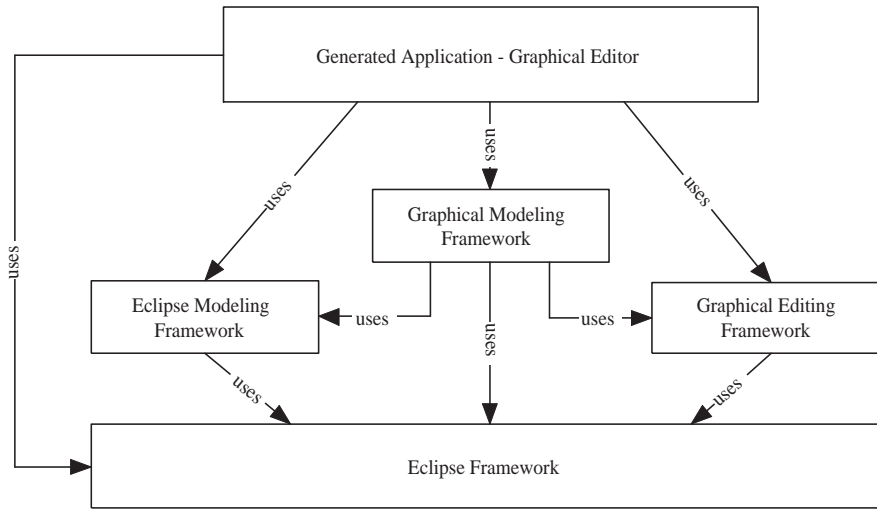 Generated Application - Graphical Editor
uses
uses
uses
uses
Graphical Modeling
Framework
Eclipse Modeling
Framework
uses
uses
uses
Graphical Editing
Framework
uses
uses
Eclipse Framework